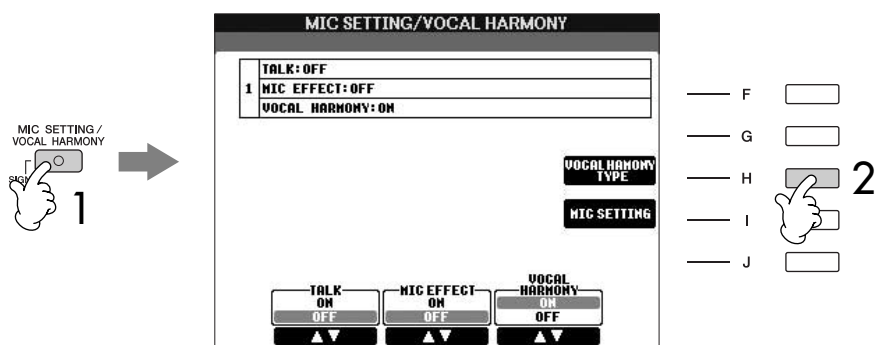 MIC SETTING/VOCAL HARMONY
TALK:OFF
1 MIC EFFECT:OFF
VOCAL HARMONY:ON
MIC SETTING /
VOCAL HARMONY
1
VOCAL HAMONY
TYPE
MIC SETTING
F
G
H
2
I
J
TALK
ON
OFF
MIC EFFECT
ON
OFF
VOCAL
HARMONY
ON
OFF